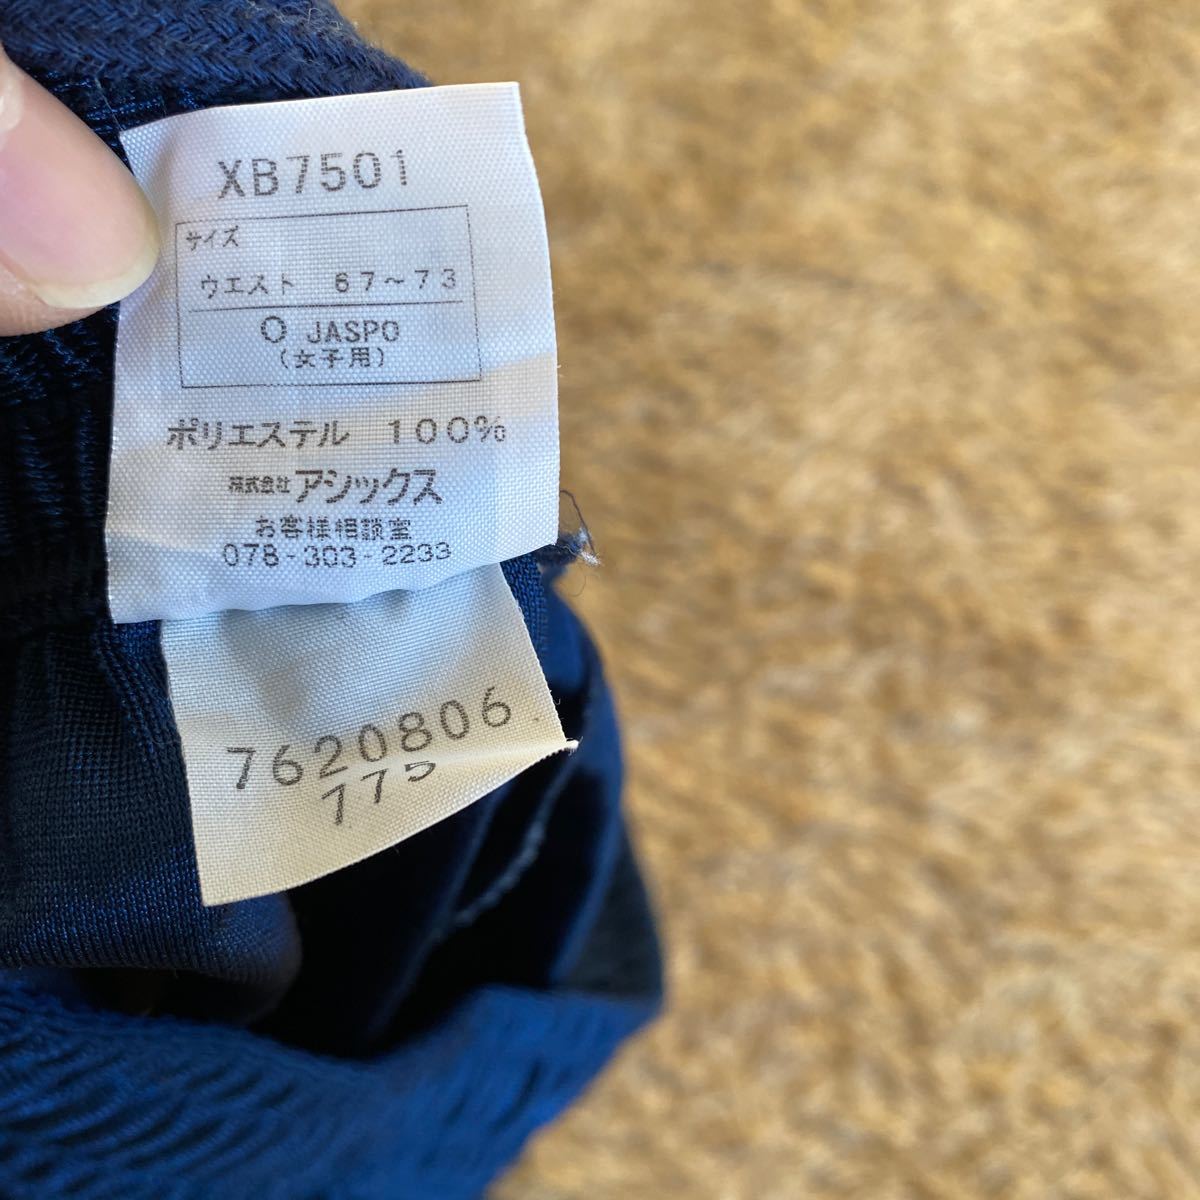 XB7501
サイズ
ウエスト 67~73
O JASPO
(女子用)
ポリエステル 100%
株式会社アシックス
お客様相談室
078-303-2233
7620806
775